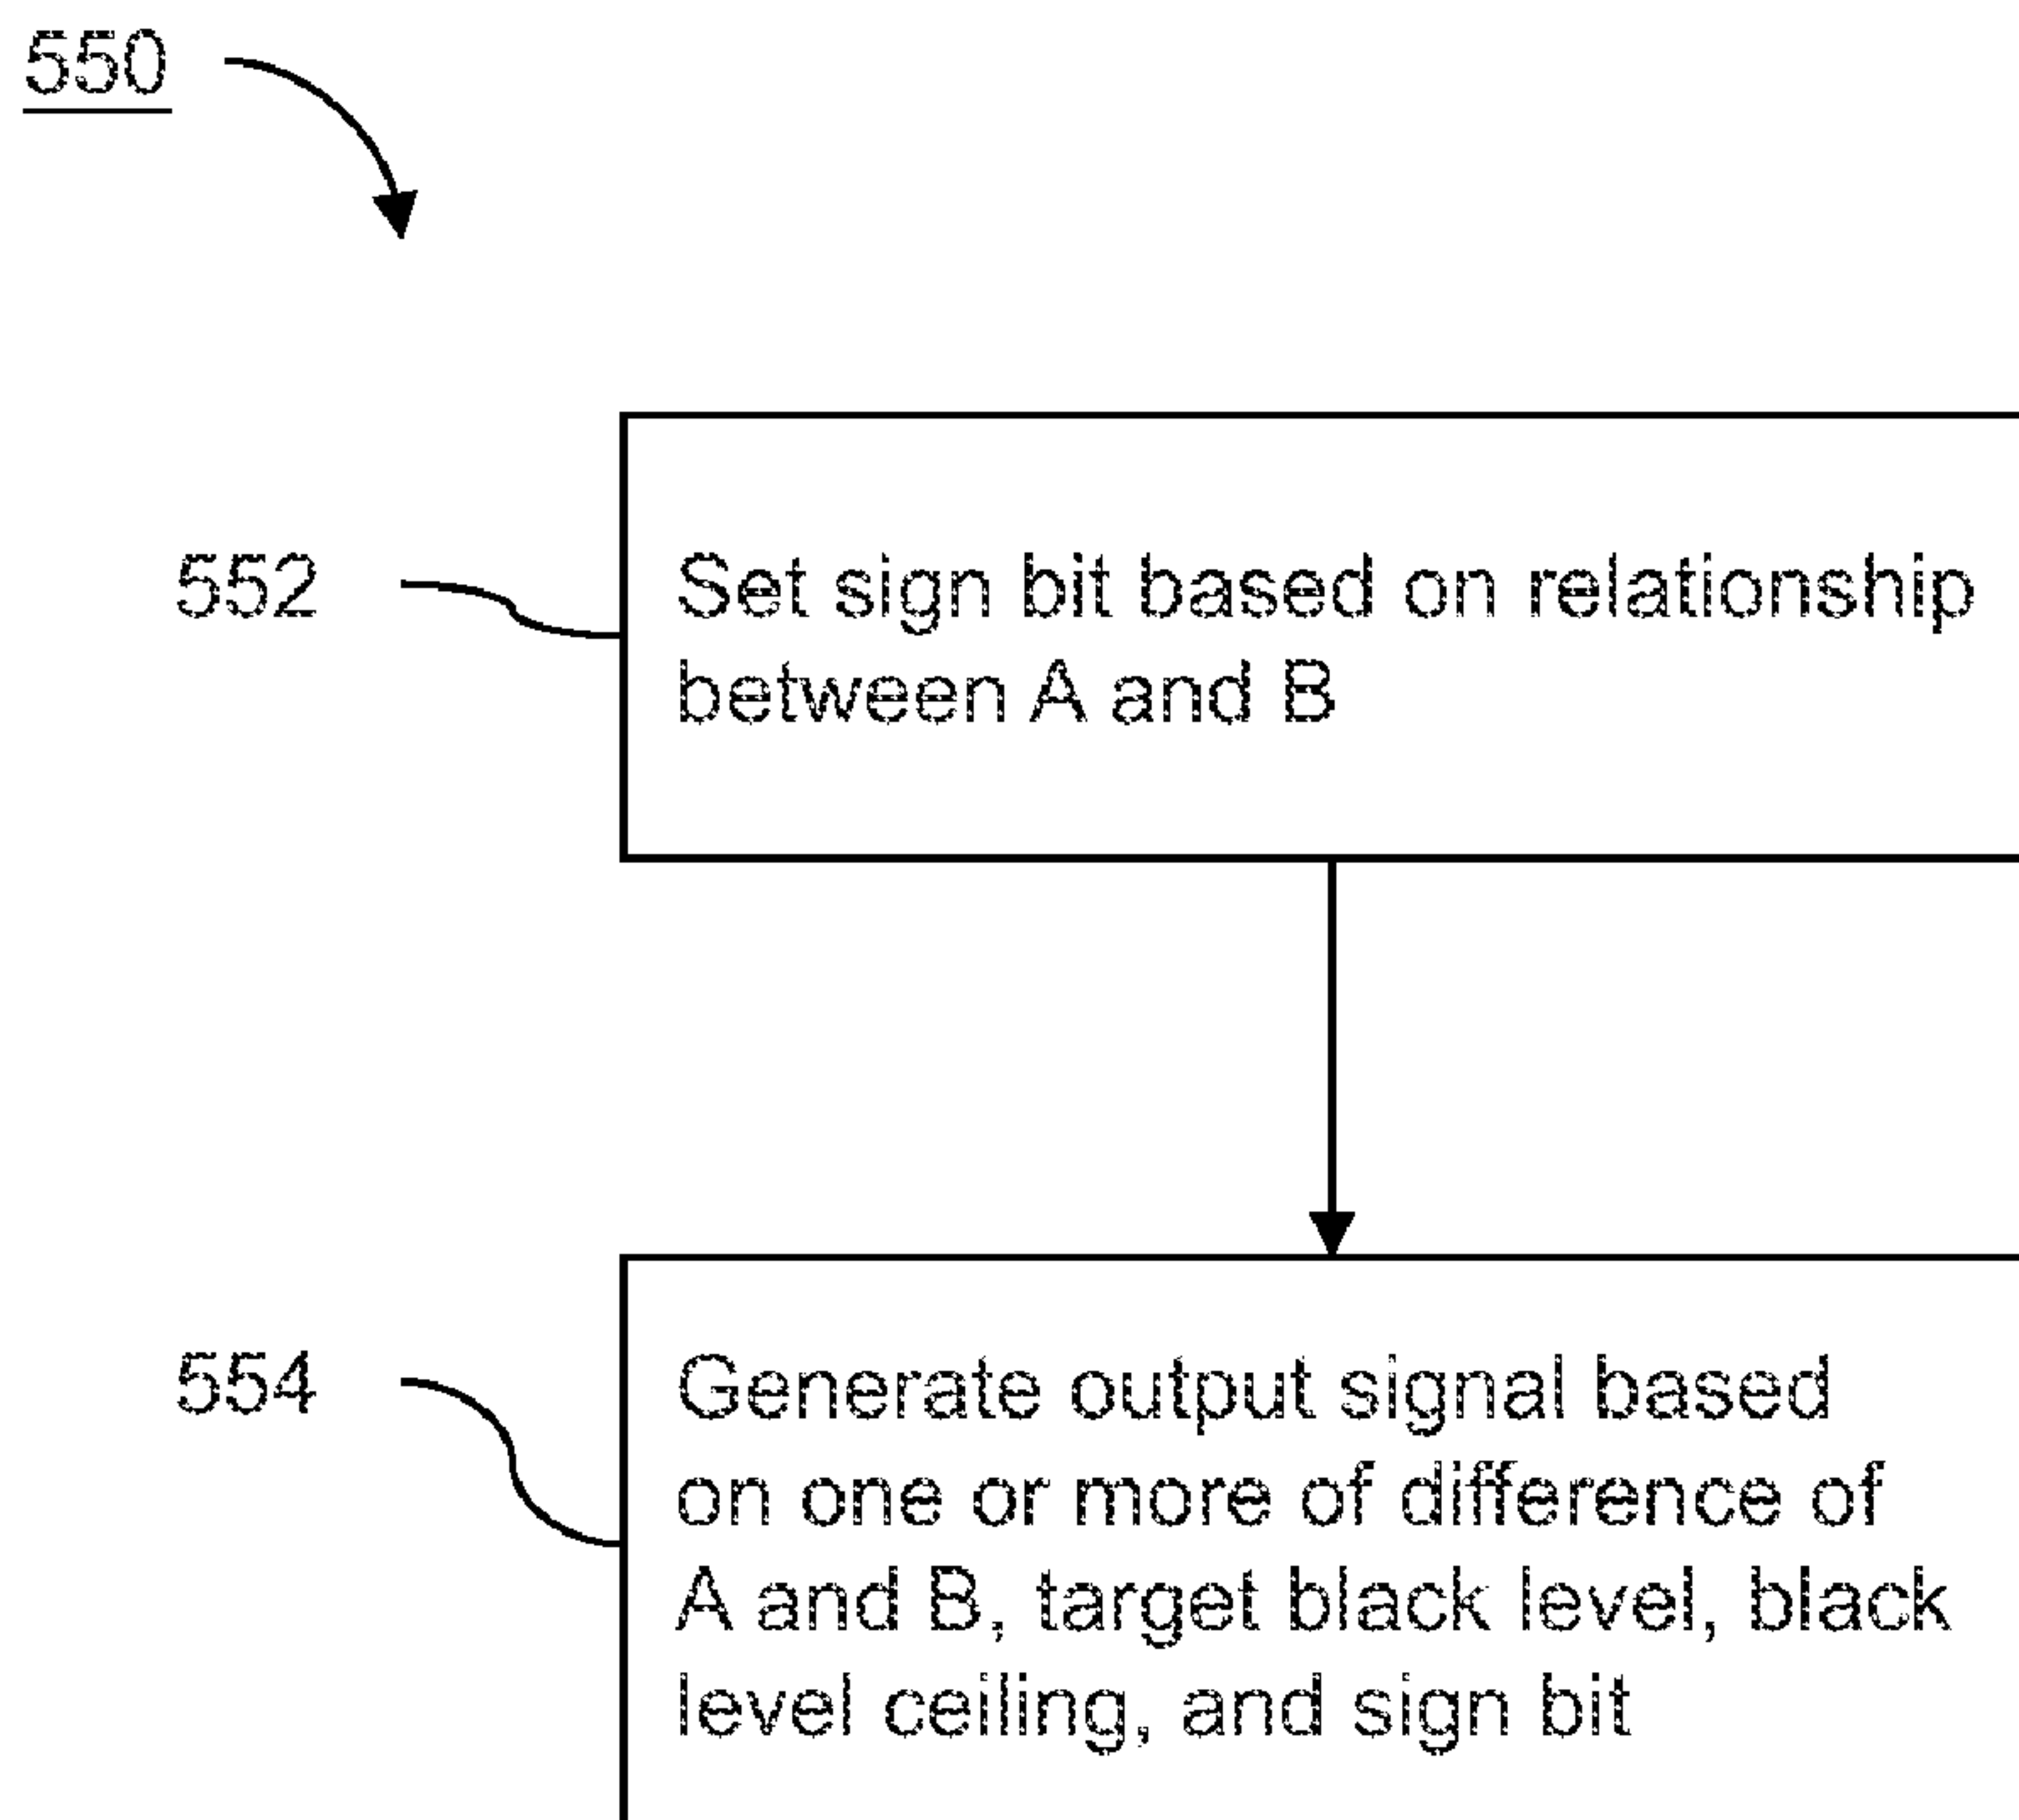 550
552
Set sign bit based on relationship
between A and B
554
Generate output signal based
on one or more of difference of
A and B, target black level, black
level ceiling, and sign bit